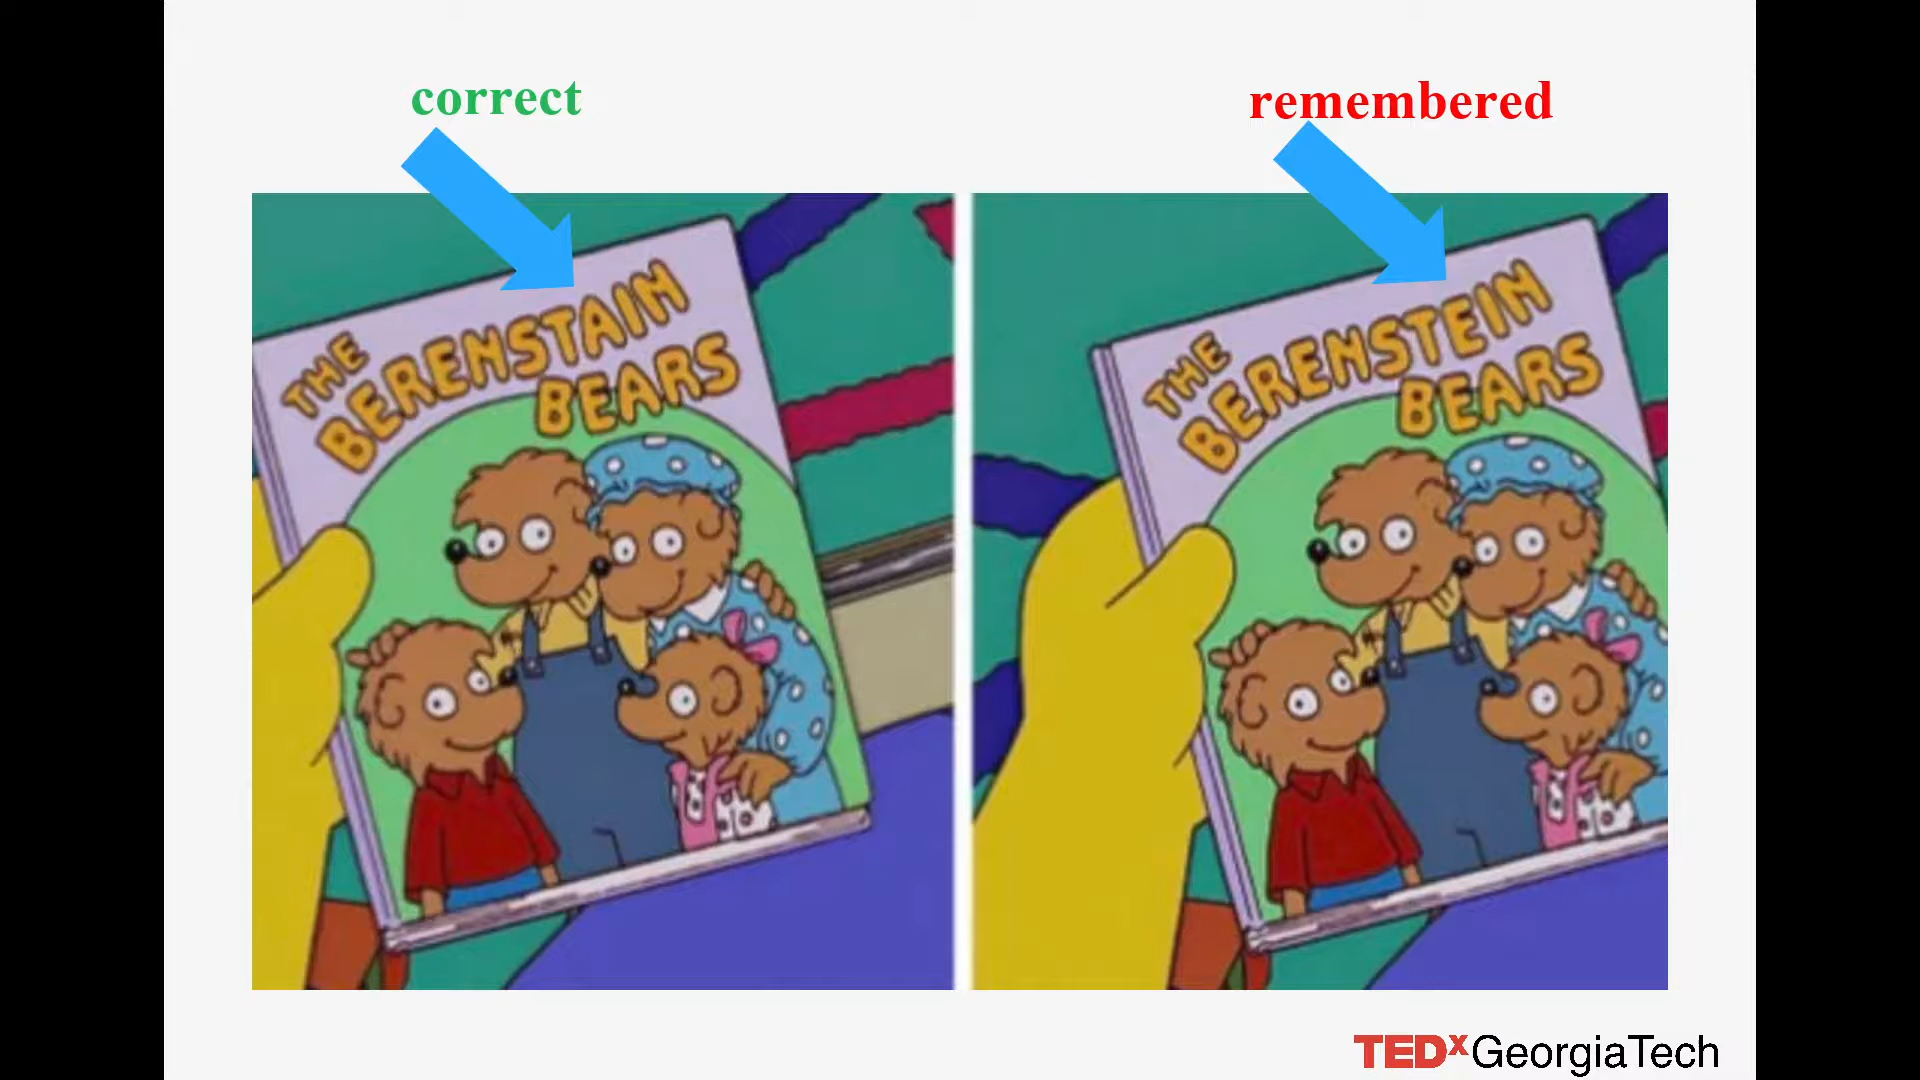 correct
remembered
THE
BERENSTAIN
BEARS
THE
BERENSTEIN
BEARS
TEDxGeorgiaTech